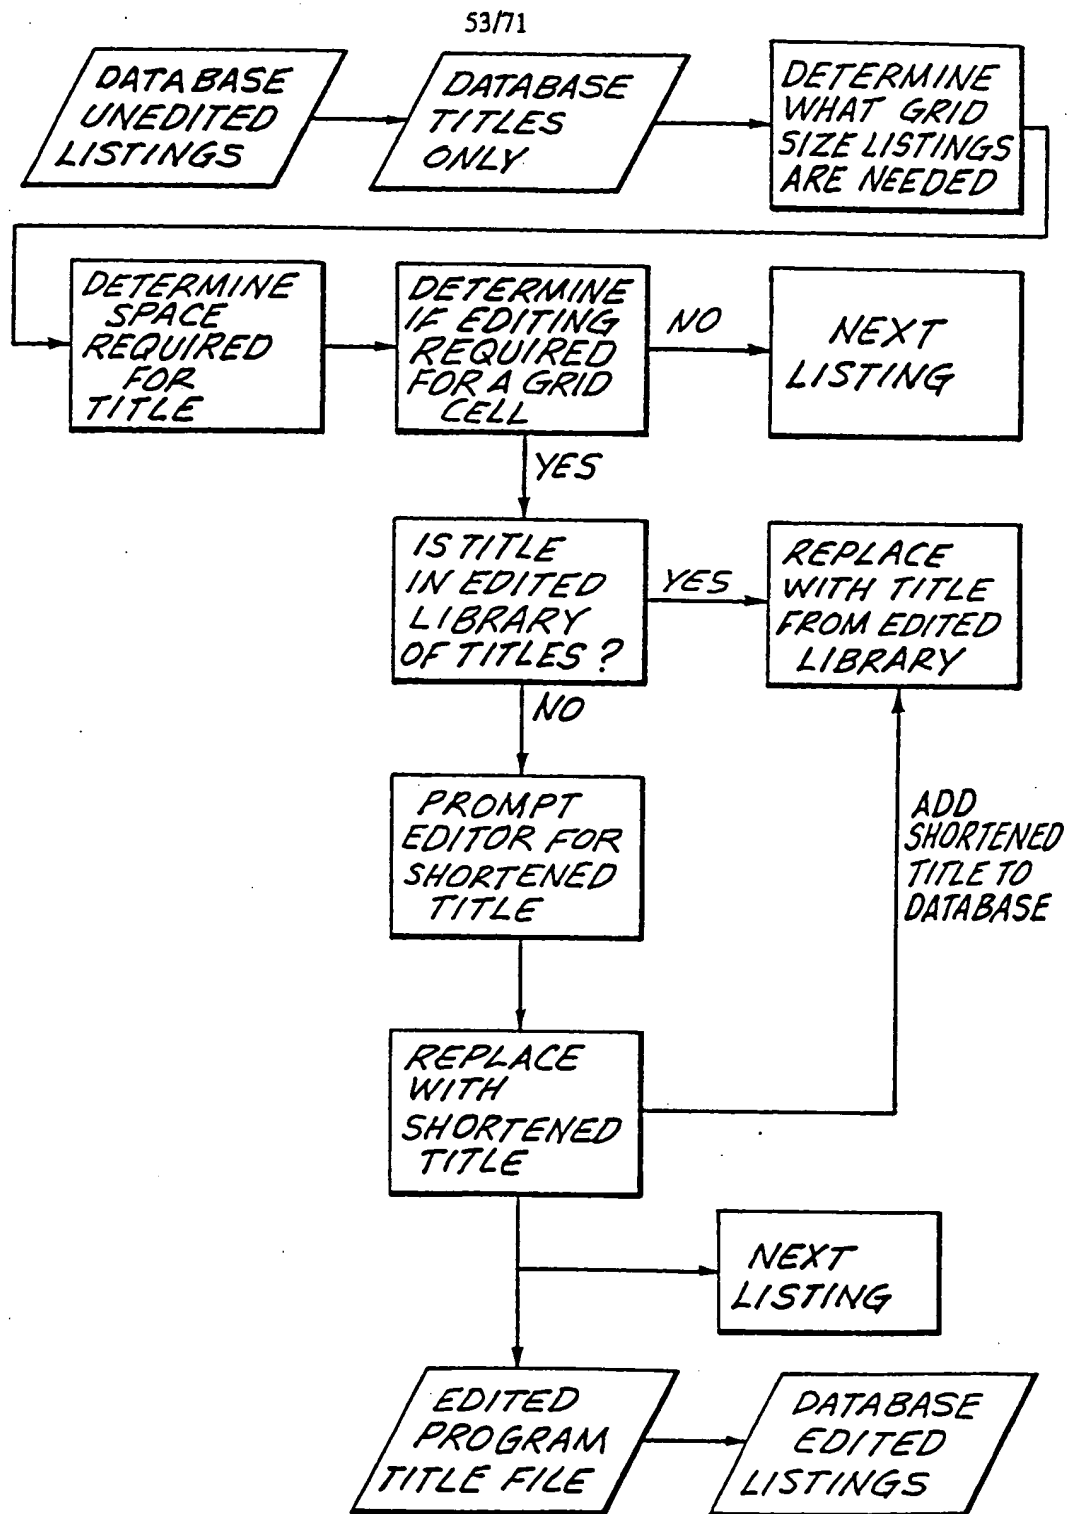 53/71
DATABASE
UNEDITED
LISTINGS
DATABASE
TITLES
ONLY
DETERMINE
WHAT GRID
SIZE LISTINGS
ARE NEEDED
DETERMINE
SPACE
REQUIRED
FOR
TITLE
DETERMINE
IF EDITING
REQUIRED
FOR A GRID
CELL
NO
NEXT
LISTING
YES
IS TITLE
IN EDITED
LIBRARY
OF TITLES?
YES
REPLACE
WITH TITLE
FROM EDITED
LIBRARY
NO
PROMPT
EDITOR FOR
SHORTENED
TITLE
ADD
SHORTENED
TITLE TO
DATABASE
REPLACE
WITH
SHORTENED
TITLE
NEXT
LISTING
EDITED
PROGRAM
TITLE FILE
DATABASE
EDITED
LISTINGS